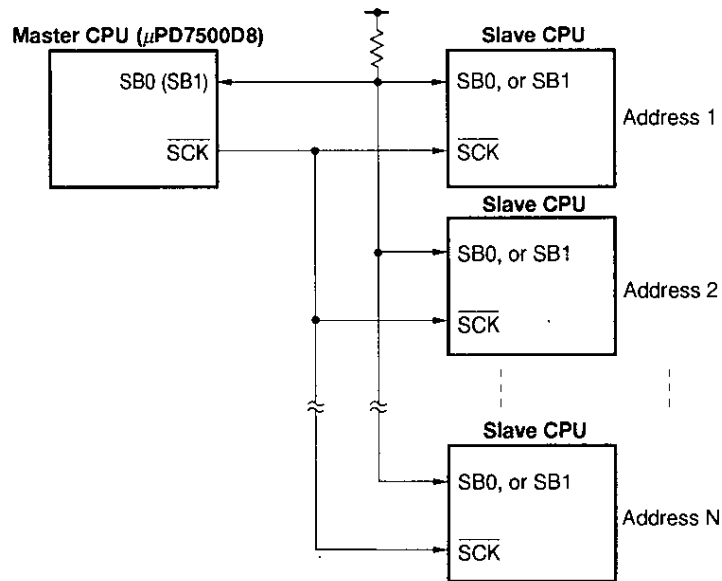 Master CPU (µPD7500D8)
SB0 (SB1)
SCK
Slave CPU
SB0, or SB1
SCK
Address 1
Slave CPU
SB0, or SB1
SCK
Address 2
Slave CPU
SB0, or SB1
SCK
Address N